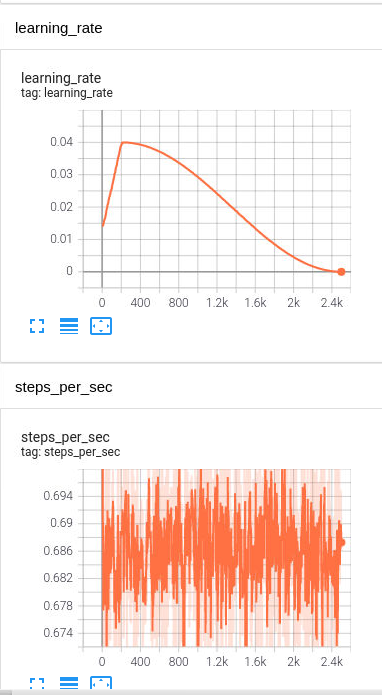 learning_rate
learning_rate
tag: learning_rate
0.04
0.03
0.02
0.01
0
0 400 800 1.2k 1.6k 2k 2.4k
steps_per_sec
steps_per_sec
tag: steps_per_sec
0.694
0.69
0.686
0.682
0.678
0.674
0 400 800 1.2k 1.6k 2k 2.4k